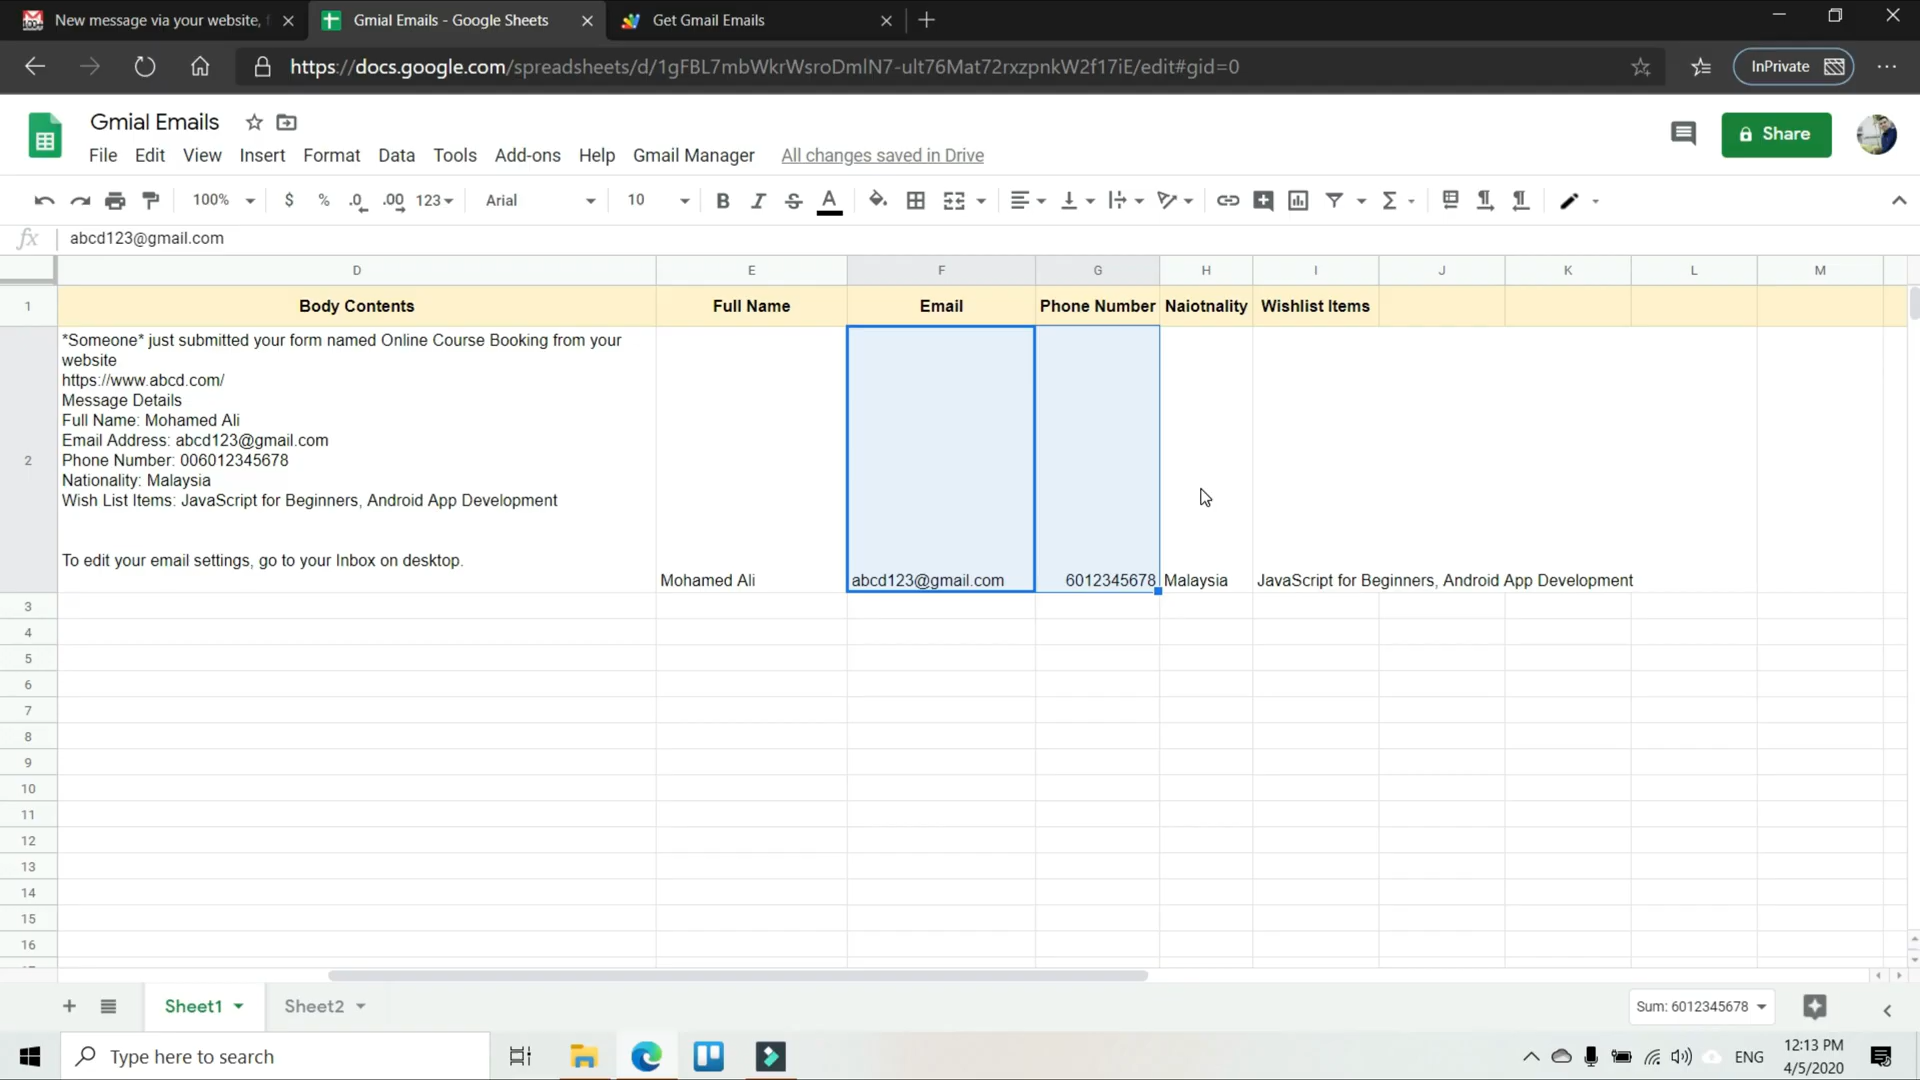 New message via your website, f
Gmial Emails - Google Sheets
Get Gmail Emails
https://docs.google.com/spreadsheets/d/1gFBL7mbWkrWsroDmlN7-ult76Mat72rxzpnkW2f17iE/edit#gid=0
InPrivate
Gmial Emails
Share
File Edit View Insert Format Data Tools Add-ons Help Gmail Manager All changes saved in Drive
100% $ % .0 .00 123 Arial 10 B I S A
fx abcd123@gmail.com
D E F G H I J K L M
1 Body Contents Full Name Email Phone Number Naiotnality Wishlist Items
*Someone* just submitted your form named Online Course Booking from your
website
https://www.abcd.com/
Message Details
Full Name: Mohamed Ali
Email Address: abcd123@gmail.com
2 Phone Number: 006012345678
Nationality: Malaysia
Wish List Items: JavaScript for Beginners, Android App Development
To edit your email settings, go to your Inbox on desktop.
Mohamed Ali abcd123@gmail.com 6012345678 Malaysia JavaScript for Beginners, Android App Development
3
4
5
6
7
8
9
10
11
12
13
14
15
16
Sheet1 Sheet2 Sum: 6012345678
Type here to search
ENG
12:13 PM
4/5/2020